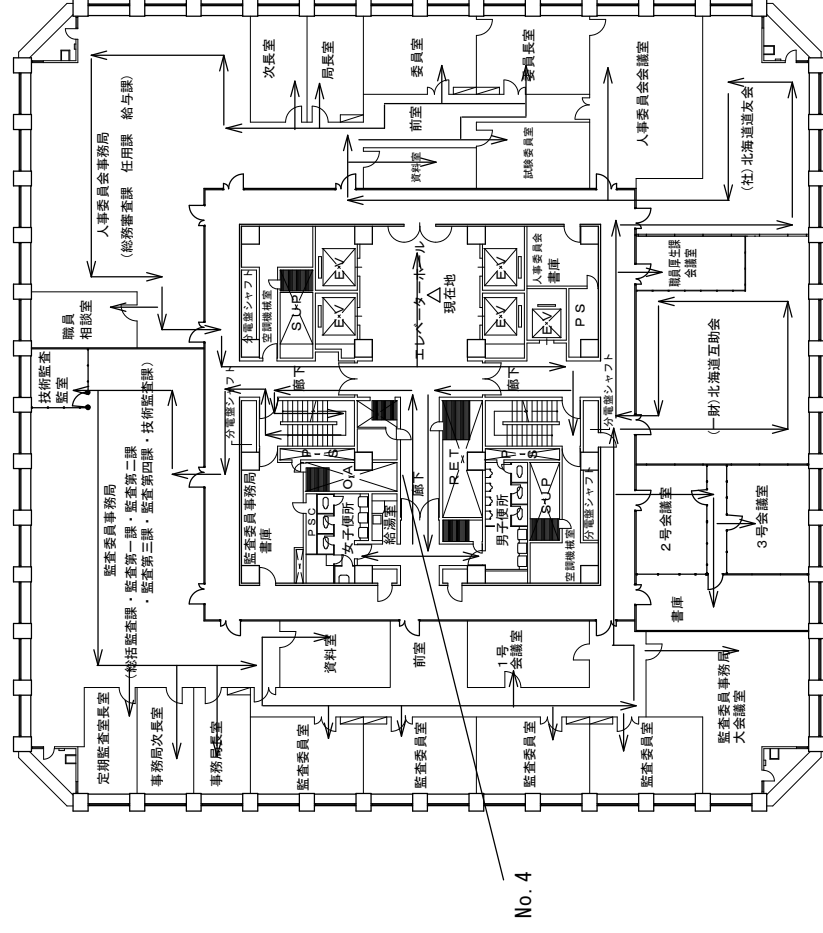 次長室
局長室
委員室
委員長室
人事委員会会議室
(社)北海道道友会
人事委員会事務局
(総務審査課 任用課 給与課)
前室
資料室
試験委員室
職員
相談室
分電盤シャフト
空調機械室
SUP
EV
EV
エレベーターホール
現在地
EV
EV
人事委員会
書庫
EV
PS
職員厚生課
会議室
(一財)北海道互助会
技術監査
監室
分電盤シャフト
廊下
廊下
分電盤シャフト
監査委員事務局
(総括監査課・監査第一課・監査第二課
・監査第三課・監査第四課・技術監査課)
監査委員事務局
書庫
PS
OA
PSC
女子便所
給湯室
廊下
RET
PS
男子便所
SUP
空調機械室
分電盤シャフト
2号会議室
3号会議室
書庫
資料室
前室
1号
会議室
監査委員事務局
大会議室
定期監査室長室
事務局次長室
事務局長室
監査委員室
監査委員室
監査委員室
監査委員室
No. 4